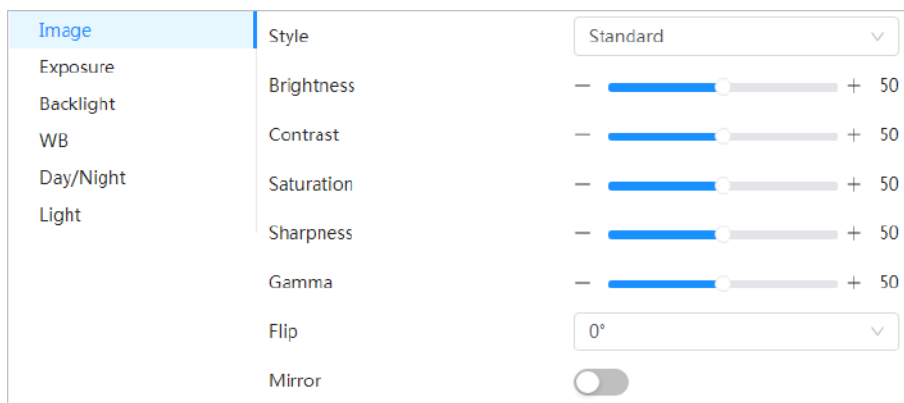 Image
Exposure
Backlight
WB
Day/Night
Light
Style Standard
Brightness − + 50
Contrast − + 50
Saturation − + 50
Sharpness − + 50
Gamma − + 50
Flip 0°
Mirror